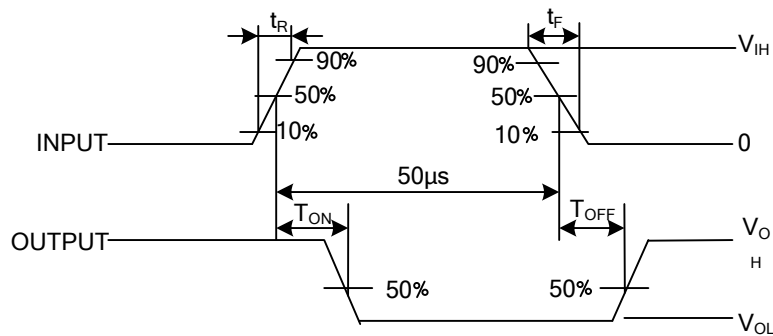 tR tF
VIH
90% 90%
50% 50%
10% 10%
INPUT 0
50µs
TON TOFF
OUTPUT VO
H
50% 50%
VOL